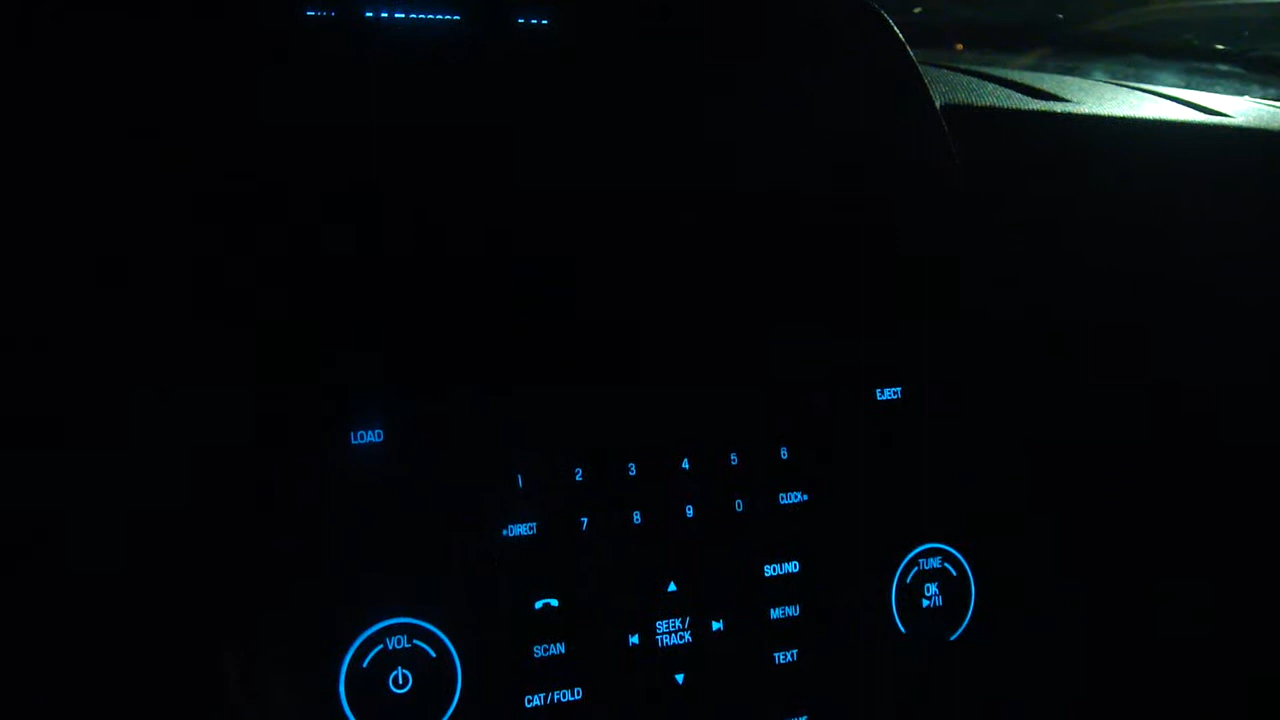 EJECT
LOAD
1 2 3 4 5 6
DIRECT 7 8 9 0 CLOCK
SOUND
TUNE
OK
MENU
SEEK /
TRACK
VOL
SCAN
TEXT
CAT / FOLD